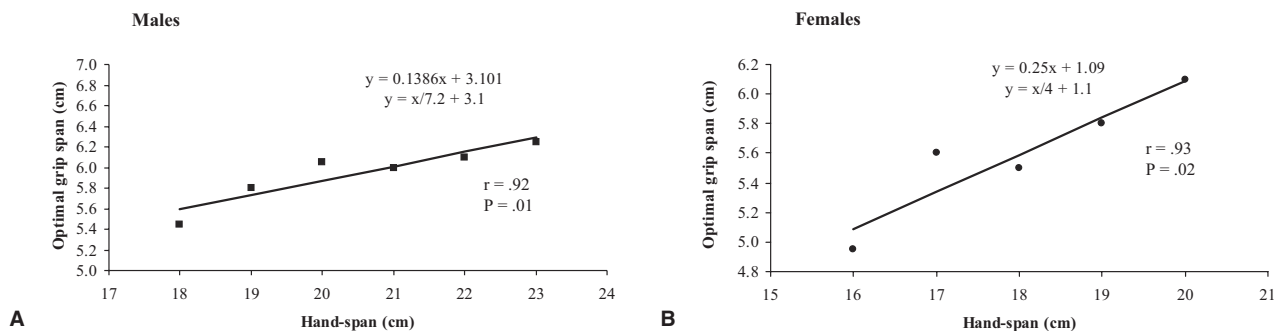 Males
y = 0.1386x + 3.101
y = x/7.2 + 3.1
r = .92
P = .01
Optimal grip span (cm)
7.0
6.8
6.6
6.4
6.2
6.0
5.8
5.6
5.4
5.2
5.0
17 18 19 20 21 22 23 24
Hand-span (cm)
A
Females
y = 0.25x + 1.09
y = x/4 + 1.1
r = .93
P = .02
Optimal grip span (cm)
6.2
6.0
5.8
5.6
5.4
5.2
5.0
4.8
15 16 17 18 19 20 21
Hand-span (cm)
B